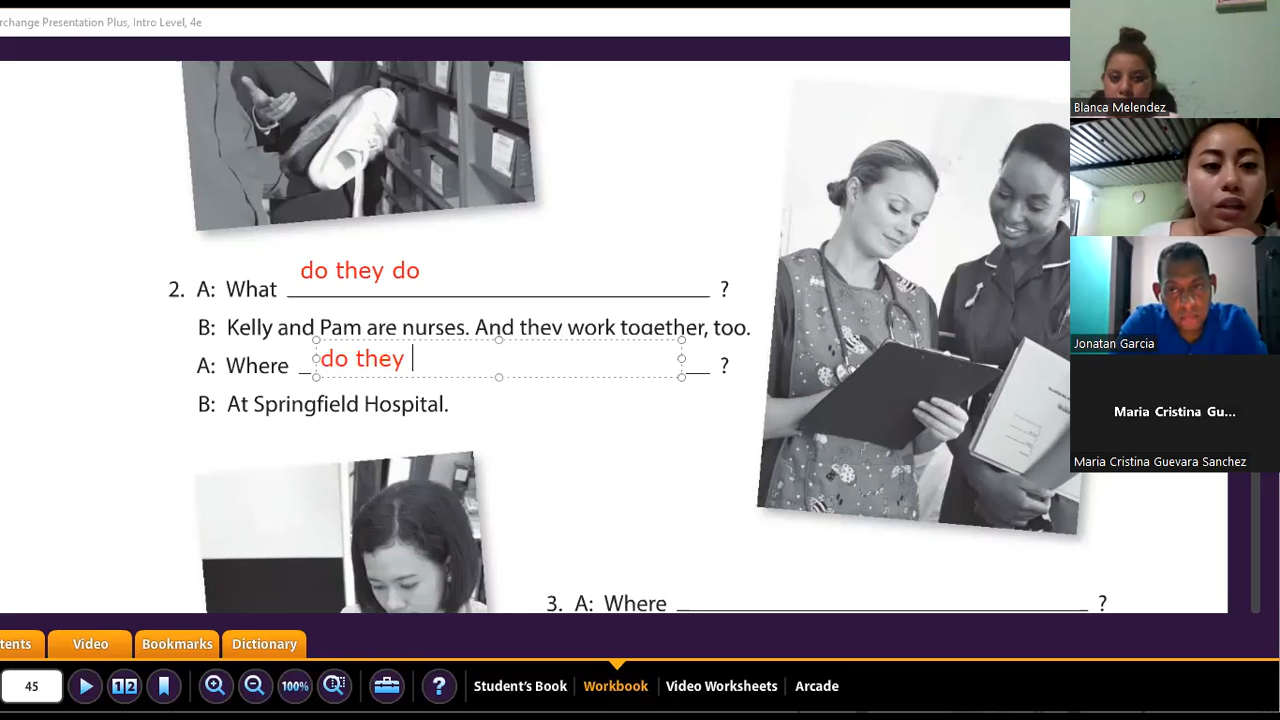 rchange Presentation Plus, Intro Level, 4e
Blanca Melendez
do they do
2. A: What ?
B: Kelly and Pam are nurses. And they work together, too.
do they
A: Where ?
Jonatan Garcia
B: At Springfield Hospital.
Maria Cristina Gu...
Maria Cristina Guevara Sanchez
3. A: Where ?
tents Video Bookmarks Dictionary
45 12 100% ? Student's Book Workbook Video Worksheets Arcade